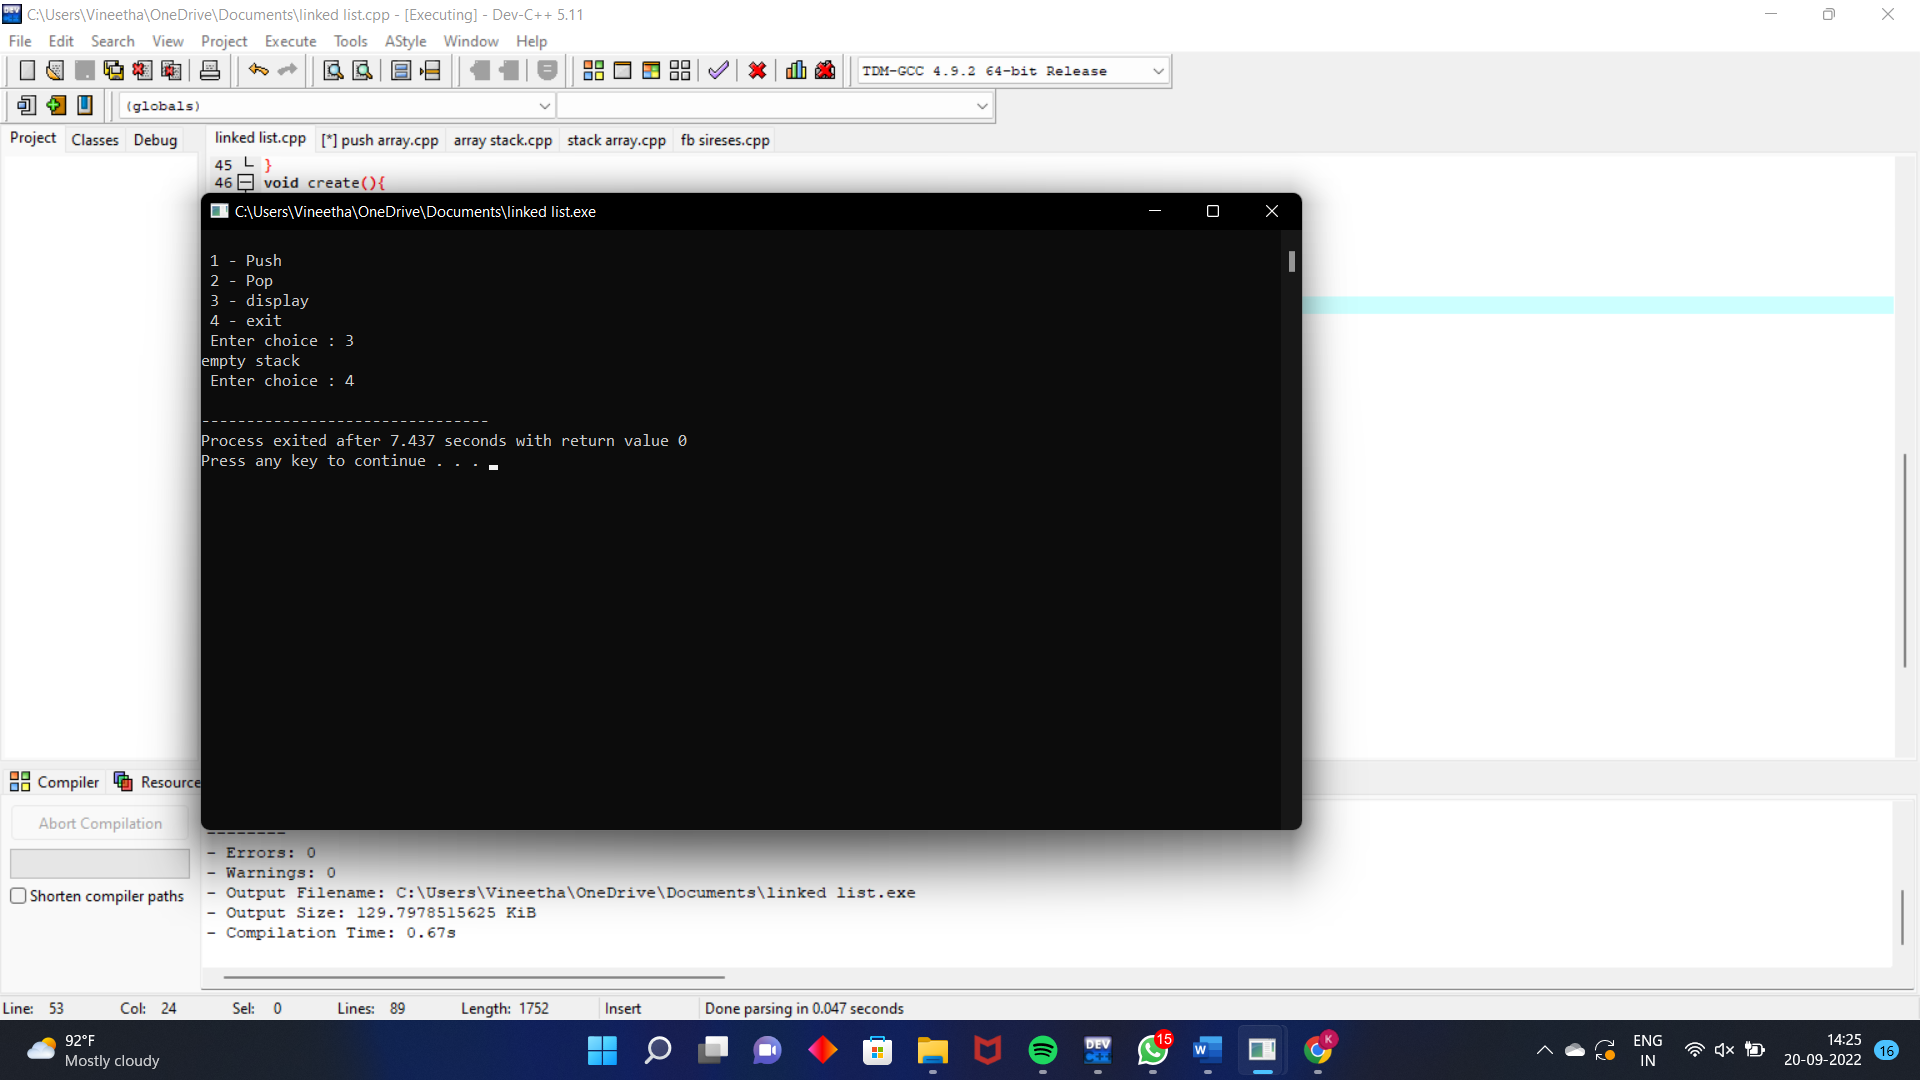 C:\Users\Vineetha\OneDrive\Documents\linked list.cpp - [Executing] - Dev-C++ 5.11
File Edit Search View Project Execute Tools AStyle Window Help
TDM-GCC 4.9.2 64-bit Release
(globals)
Project Classes Debug
linked list.cpp [*] push array.cpp array stack.cpp stack array.cpp fb sireses.cpp
45 }
46 void create(){
C:\Users\Vineetha\OneDrive\Documents\linked list.exe
1 - Push
2 - Pop
3 - display
4 - exit
Enter choice : 3
empty stack
Enter choice : 4
--------------------------------
Process exited after 7.437 seconds with return value 0
Press any key to continue . . .
Compiler Resource
Abort Compilation
Shorten compiler paths
--------
- Errors: 0
- Warnings: 0
- Output Filename: C:\Users\Vineetha\OneDrive\Documents\linked list.exe
- Output Size: 129.7978515625 KiB
- Compilation Time: 0.67s
Line: 53 Col: 24 Sel: 0 Lines: 89 Length: 1752 Insert Done parsing in 0.047 seconds
92°F
Mostly cloudy
DEV
C++
15
W
K
ENG
IN
14:25
20-09-2022
16